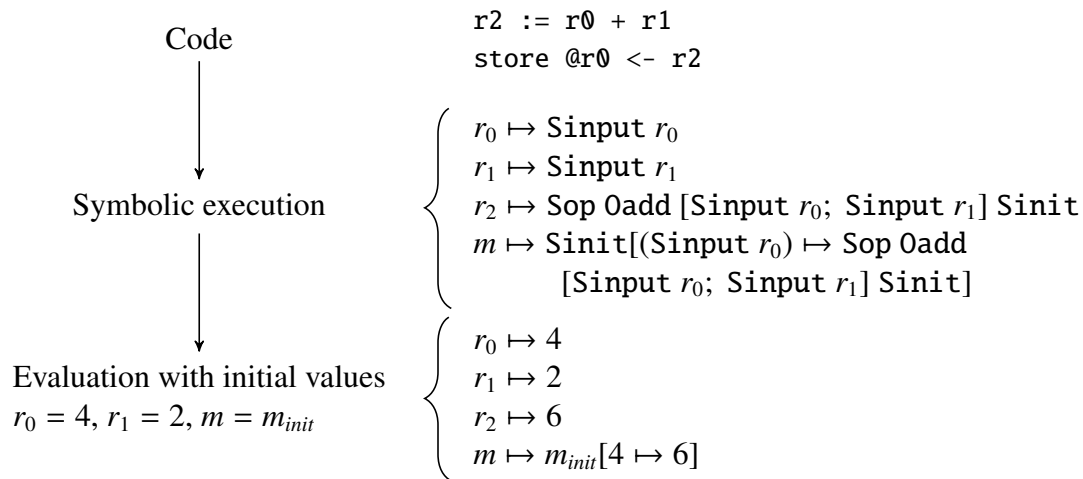 Code
r2 := r0 + r1
store @r0 <- r2
Symbolic execution
r₀ ↦ Sinput r₀
r₁ ↦ Sinput r₁
r₂ ↦ Sop Oadd [Sinput r₀; Sinput r₁] Sinit
m ↦ Sinit[(Sinput r₀) ↦ Sop Oadd
[Sinput r₀; Sinput r₁] Sinit]
Evaluation with initial values
r₀ = 4, r₁ = 2, m = m_init
r₀ ↦ 4
r₁ ↦ 2
r₂ ↦ 6
m ↦ m_init[4 ↦ 6]